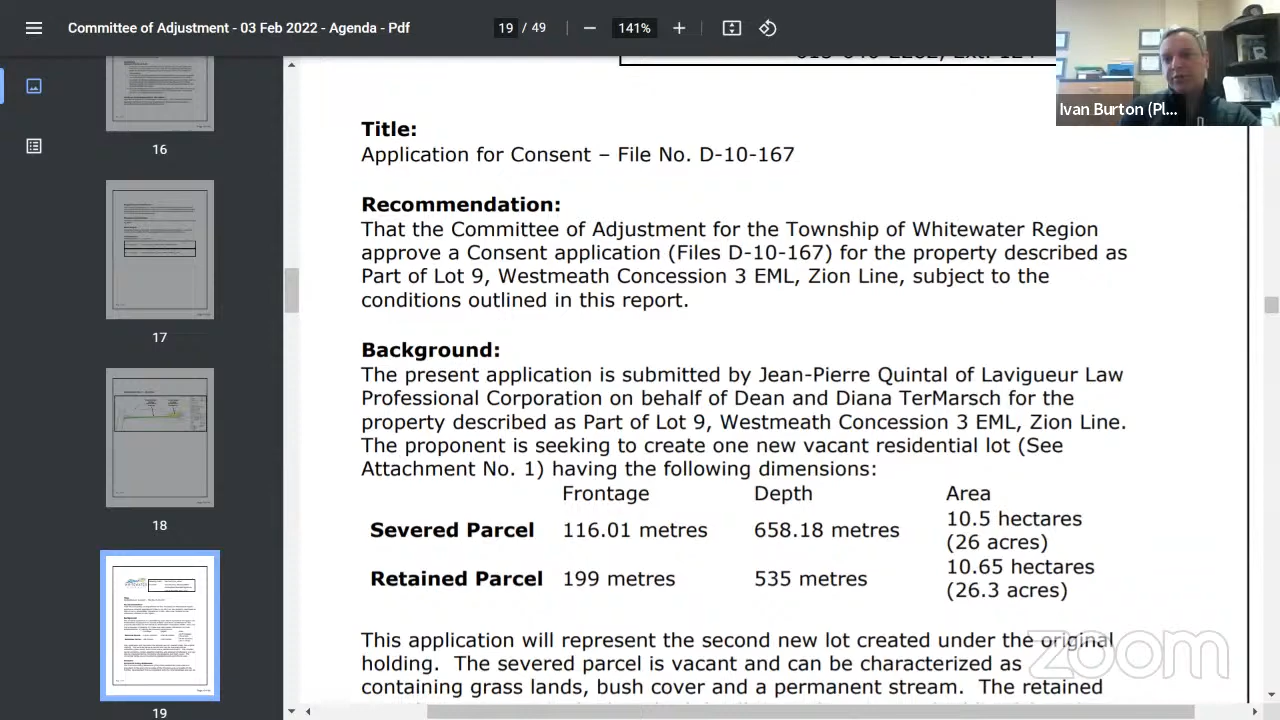 Committee of Adjustment - 03 Feb 2022 - Agenda - Pdf
19 / 49
141%
Ivan Burton (Pl...
16
17
18
19
Title:
Application for Consent – File No. D-10-167
Recommendation:
That the Committee of Adjustment for the Township of Whitewater Region
approve a Consent application (Files D-10-167) for the property described as
Part of Lot 9, Westmeath Concession 3 EML, Zion Line, subject to the
conditions outlined in this report.
Background:
The present application is submitted by Jean-Pierre Quintal of Lavigueur Law
Professional Corporation on behalf of Dean and Diana TerMarsch for the
property described as Part of Lot 9, Westmeath Concession 3 EML, Zion Line.
The proponent is seeking to create one new vacant residential lot (See
Attachment No. 1) having the following dimensions:
Frontage Depth Area
Severed Parcel 116.01 metres 658.18 metres 10.5 hectares
(26 acres)
Retained Parcel 199 metres 535 metres 10.65 hectares
(26.3 acres)
This application will represent the second new lot created under the original
holding. The severed parcel is vacant and can be characterized as
containing grass lands, bush cover and a permanent stream. The retained
zoom